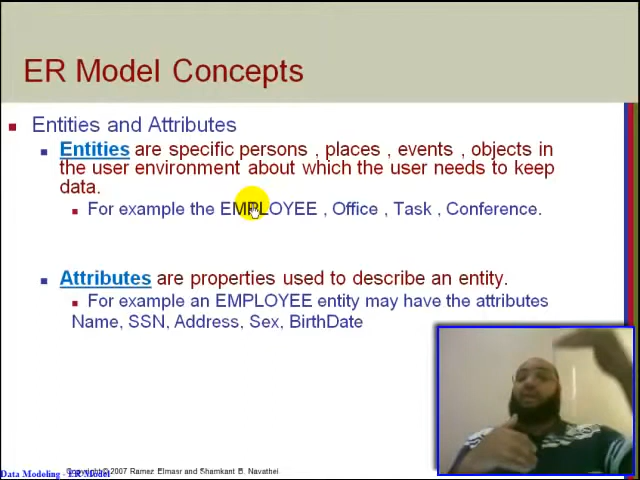 ER Model Concepts
Entities and Attributes
Entities are specific persons , places , events , objects in
the user environment about which the user needs to keep
data.
For example the EMPLOYEE , Office , Task , Conference.
Attributes are properties used to describe an entity.
For example an EMPLOYEE entity may have the attributes
Name, SSN, Address, Sex, BirthDate
Data Modeling - ER Model
Copyright © 2007 Ramez Elmasr and Shamkant B. Navathei